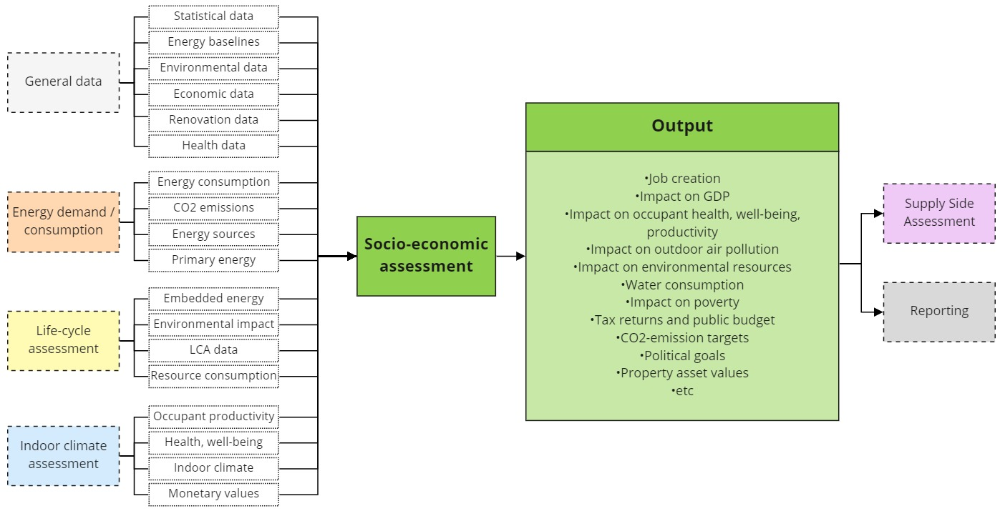 General data
Statistical data
Energy baselines
Environmental data
Economic data
Renovation data
Health data
Energy demand /
consumption
Energy consumption
CO2 emissions
Energy sources
Primary energy
Life-cycle
assessment
Embedded energy
Environmental impact
LCA data
Resource consumption
Indoor climate
assessment
Occupant productivity
Health, well-being
Indoor climate
Monetary values
Socio-economic
assessment
Output
•Job creation
•Impact on GDP
•Impact on occupant health, well-being,
productivity
•Impact on outdoor air pollution
•Impact on environmental resources
•Water consumption
•Impact on poverty
•Tax returns and public budget
•CO2-emission targets
•Political goals
•Property asset values
•etc
Supply Side
Assessment
Reporting